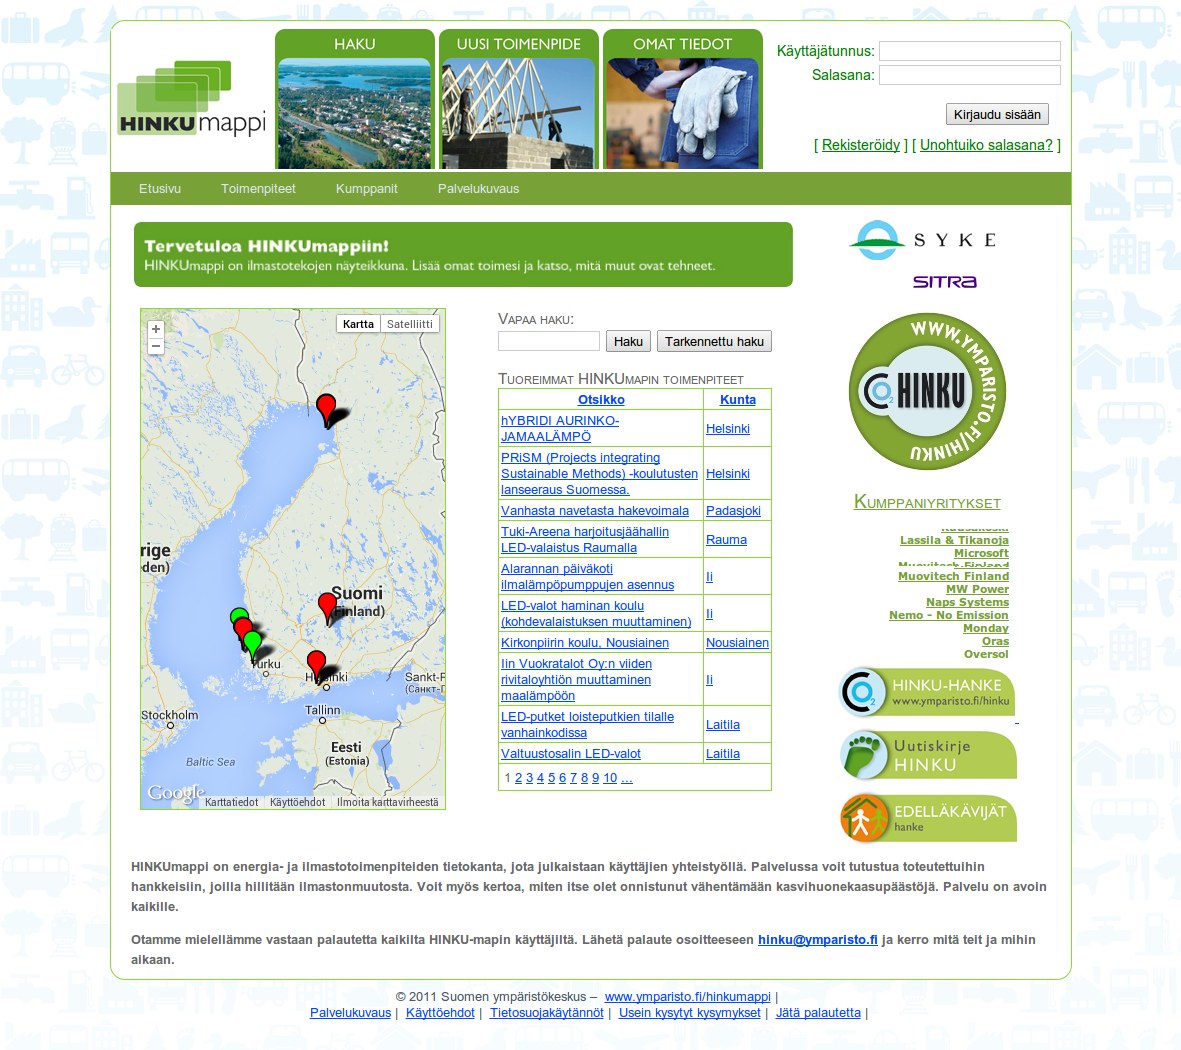 HINKUmappi
HAKU
UUSI TOIMENPIDE
OMAT TIEDOT
Käyttäjätunnus:
Salasana:
Kirjaudu sisään
[ Rekisteröidy ] [ Unohtuiko salasana? ]
Etusivu Toimenpiteet Kumppanit Palvelukuvaus
Tervetuloa HINKUmappiin!
HINKUmappi on ilmastotekojen näyteikkuna. Lisää omat toimesi ja katso, mitä muut ovat tehneet.
SYKE
SITRA
Kartta Satelliitti
Suomi
(Finland)
Turku
Helsinki
Tallinn
Stockholm
Eesti
(Estonia)
Baltic Sea
Google
Karttatiedot Käyttöehdot Ilmoita karttavirheestä
Vapaa haku:
Haku Tarkennettu haku
Tuoreimmat HINKUmapin toimenpiteet
Otsikko Kunta
hYBRIDI AURINKO-
JAMAALÄMPÖ Helsinki
PRiSM (Projects integrating
Sustainable Methods) -koulutusten
lanseeraus Suomessa. Helsinki
Vanhasta navetasta hakevoimala Padasjoki
Tuki-Areena harjoitusjäähallin
LED-valaistus Raumalla Rauma
Alarannan päiväkoti
ilmalämpöpumppujen asennus Ii
LED-valot haminan koulu
(kohdevalaistuksen muuttaminen) Ii
Kirkonpiirin koulu, Nousiainen Nousiainen
Iin Vuokratalot Oy:n viiden
rivitaloyhtiön muuttaminen
maalämpöön Ii
LED-putket loisteputkien tilalle
vanhainkodissa Laitila
Valtuustosalin LED-valot Laitila
1 2 3 4 5 6 7 8 9 10 ...
WWW.YMPARISTO.FI/HINKU
CO2 HINKU
Kumppaniyritykset
Lassila & Tikanoja
Microsoft
Muovitech Finland
MW Power
Naps Systems
Nemo - No Emission
Monday
Oras
Oversol
HINKU-HANKE
www.ymparisto.fi/hinku
Uutiskirje
HINKU
EDELLÄKÄVIJÄT
hanke
HINKUmappi on energia- ja ilmastotoimenpiteiden tietokanta, jota julkaistaan käyttäjien yhteistyöllä. Palvelussa voit tutustua toteutettuihin
hankkeisiin, joilla hillitään ilmastonmuutosta. Voit myös kertoa, miten itse olet onnistunut vähentämään kasvihuonekaasupäästöjä. Palvelu on avoin
kaikille.
Otamme mielellämme vastaan palautetta kaikilta HINKU-mapin käyttäjiltä. Lähetä palaute osoitteeseen hinku@ymparisto.fi ja kerro mitä teit ja mihin
aikaan.
© 2011 Suomen ympäristökeskus – www.ymparisto.fi/hinkumappi |
Palvelukuvaus | Käyttöehdot | Tietosuojakäytännöt | Usein kysytyt kysymykset | Jätä palautetta |